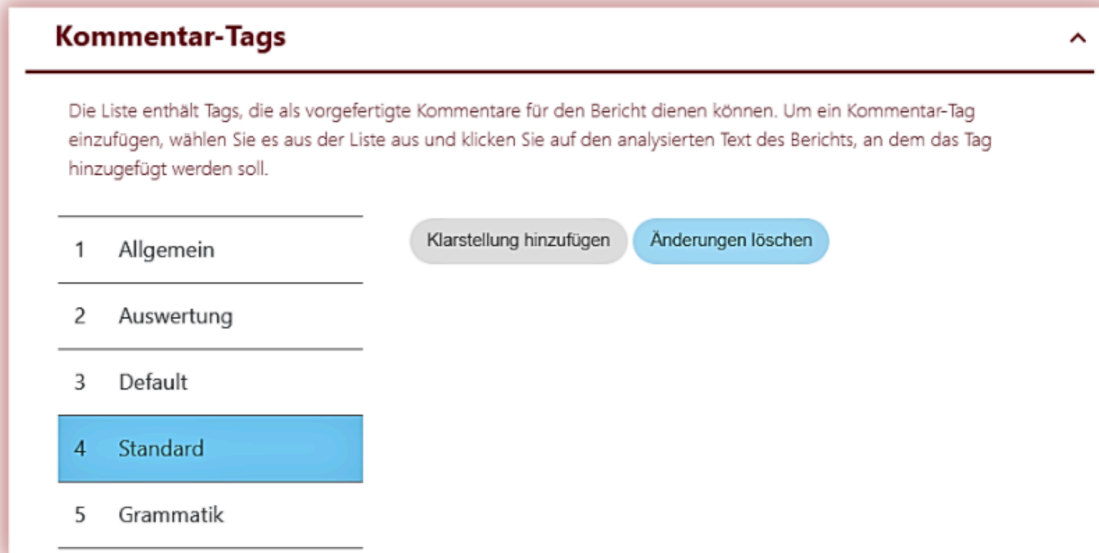 Kommentar-Tags
Die Liste enthält Tags, die als vorgefertigte Kommentare für den Bericht dienen können. Um ein Kommentar-Tag
einzufügen, wählen Sie es aus der Liste aus und klicken Sie auf den analysierten Text des Berichts, an dem das Tag
hinzugefügt werden soll.
1 Allgemein
Klarstellung hinzufügen Änderungen löschen
2 Auswertung
3 Default
4 Standard
5 Grammatik